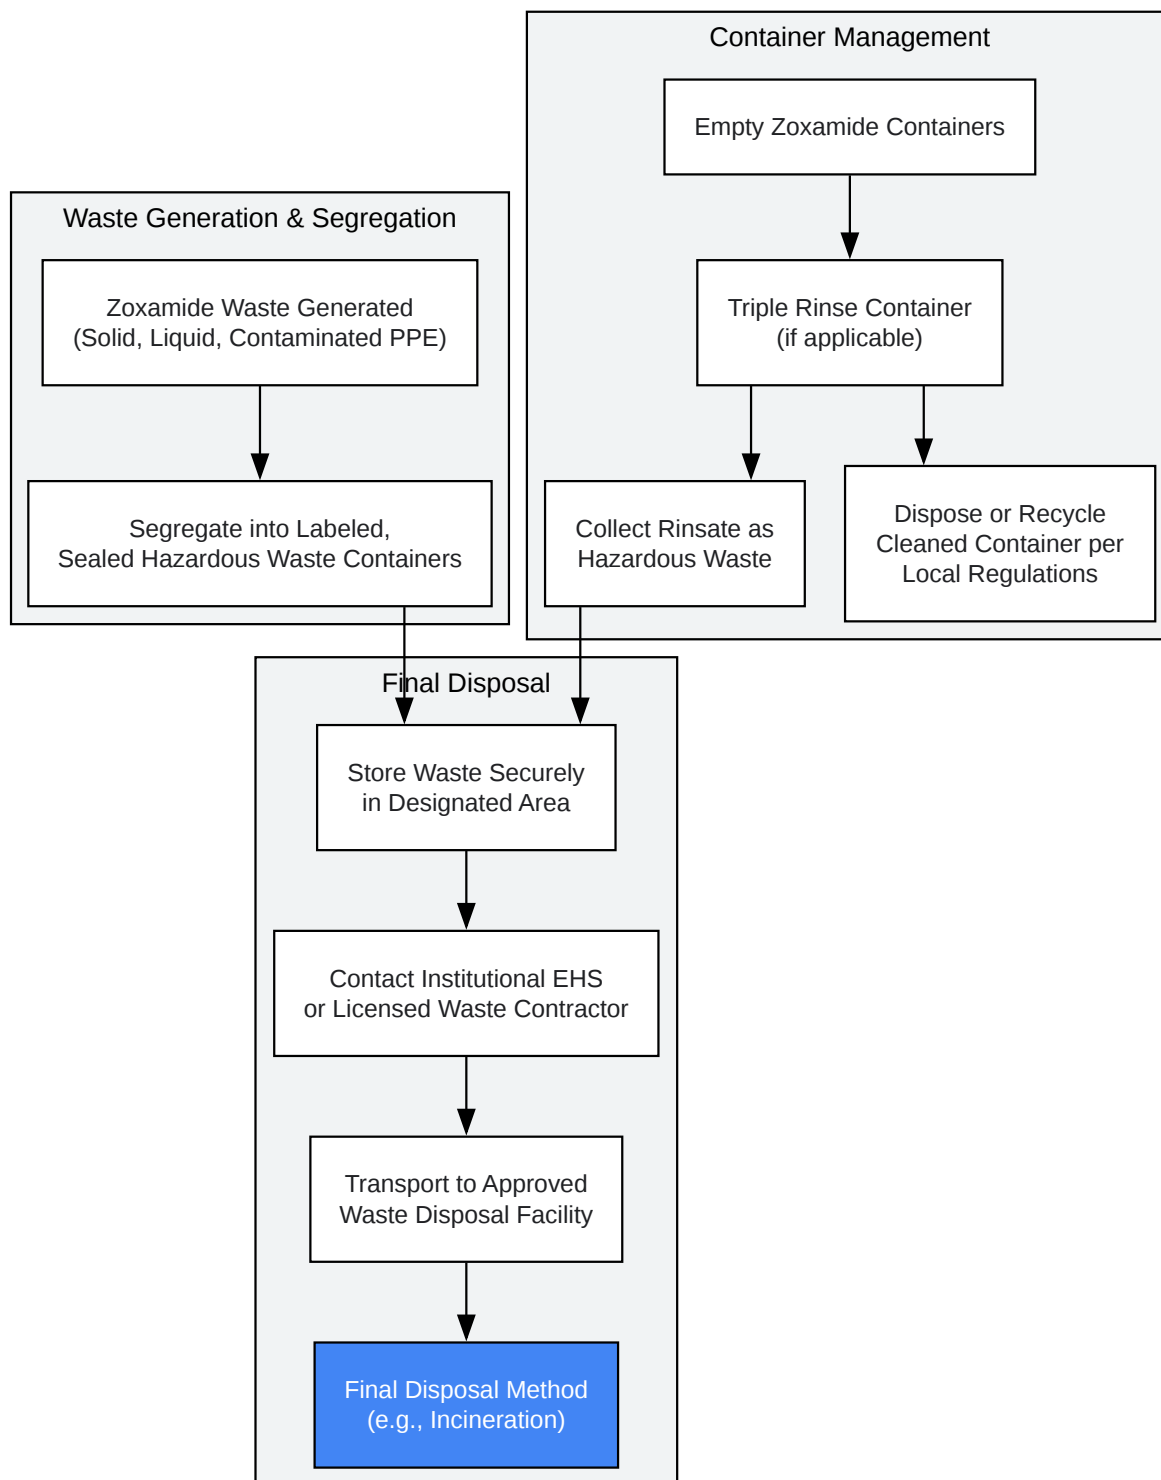 Container Management
Empty Zoxamide Containers
Triple Rinse Container
(if applicable)
Collect Rinsate as
Hazardous Waste
Dispose or Recycle
Cleaned Container per
Local Regulations
Waste Generation & Segregation
Zoxamide Waste Generated
(Solid, Liquid, Contaminated PPE)
Segregate into Labeled,
Sealed Hazardous Waste Containers
Final Disposal
Store Waste Securely
in Designated Area
Contact Institutional EHS
or Licensed Waste Contractor
Transport to Approved
Waste Disposal Facility
Final Disposal Method
(e.g., Incineration)